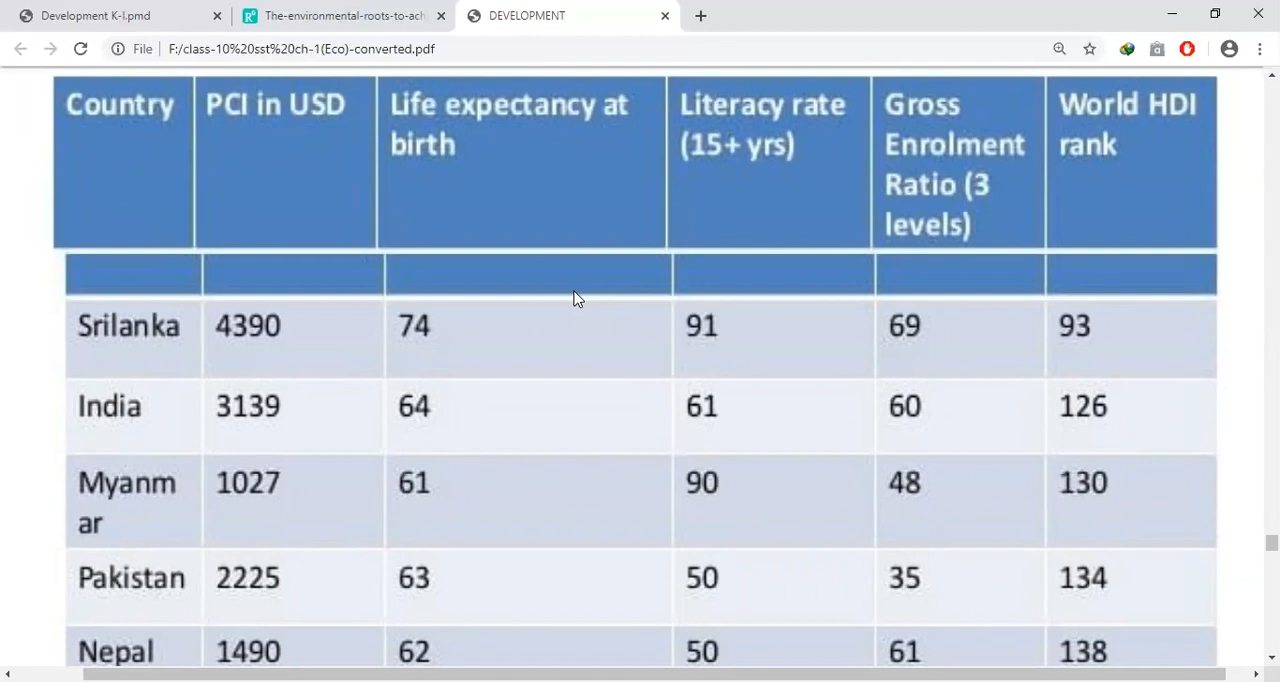 Development K-I.pmd
The-environmental-roots-to-ach
DEVELOPMENT
File F:/class-10%20sst%20ch-1(Eco)-converted.pdf
Country PCI in USD Life expectancy at Literacy rate Gross World HDI
birth (15+ yrs) Enrolment rank
Ratio (3
levels)
Srilanka 4390 74 91 69 93
India 3139 64 61 60 126
Myanm 1027 61 90 48 130
ar
Pakistan 2225 63 50 35 134
Nepal 1490 62 50 61 138